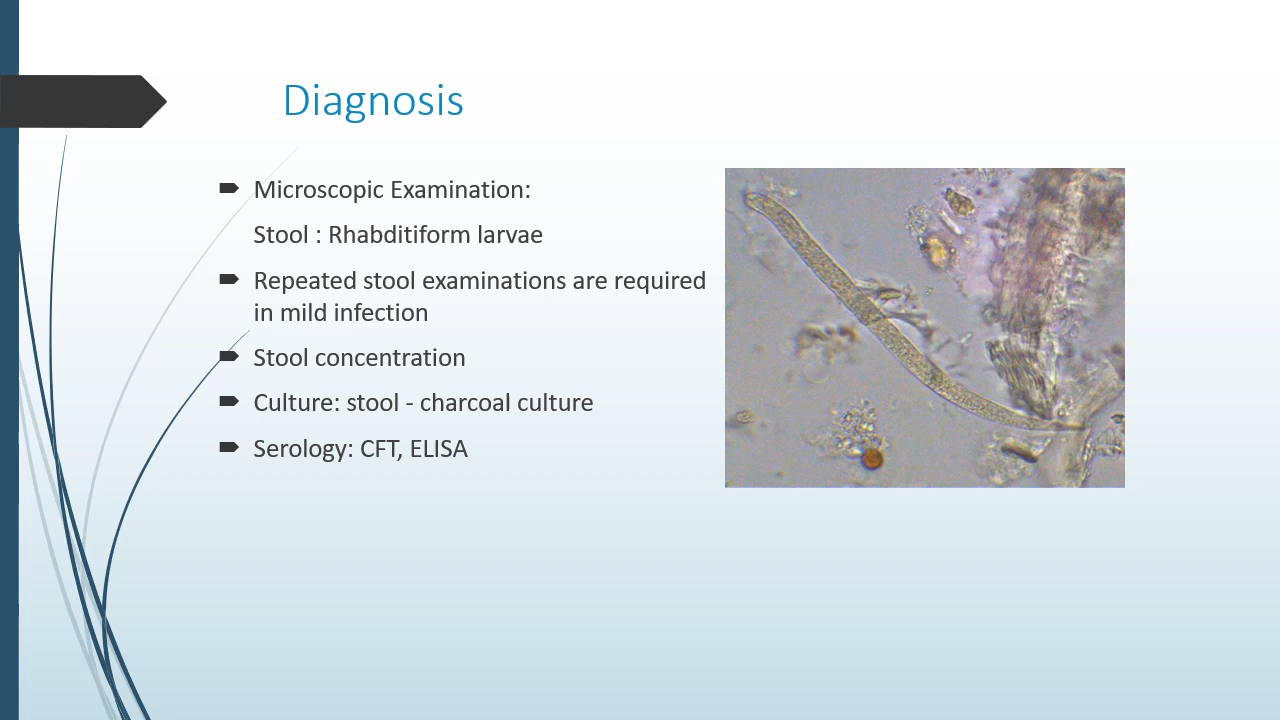 Diagnosis
Microscopic Examination:
Stool : Rhabditiform larvae
Repeated stool examinations are required
in mild infection
Stool concentration
Culture: stool - charcoal culture
Serology: CFT, ELISA